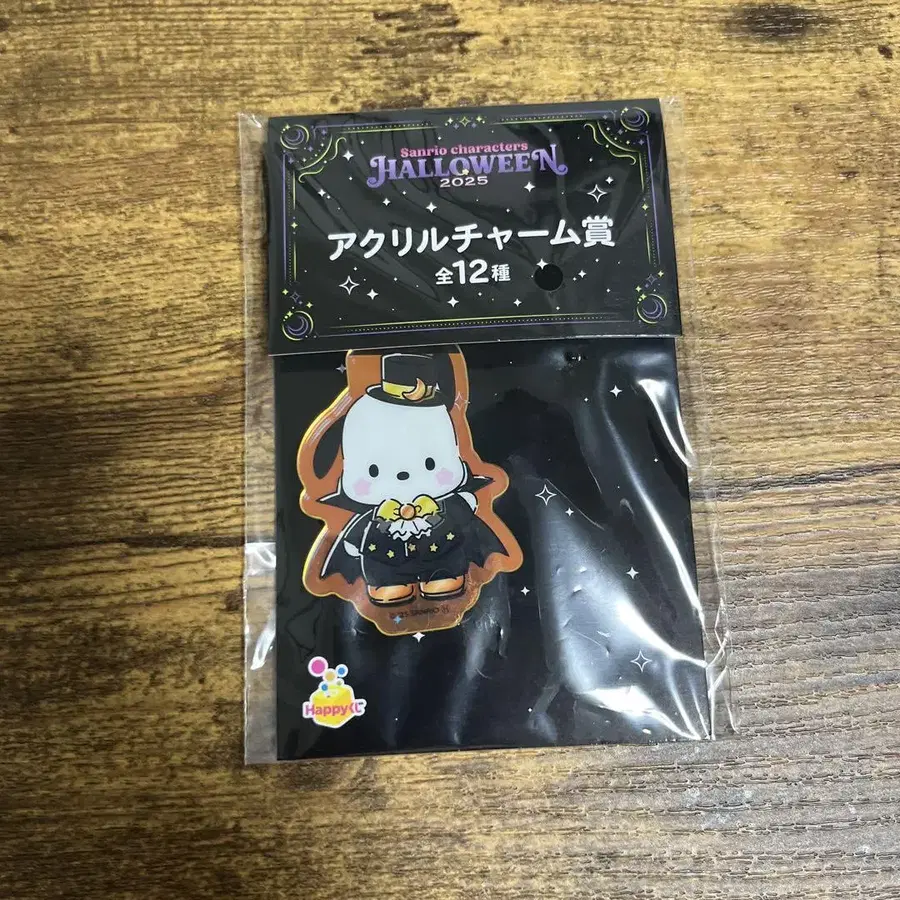 Sanrio characters
HALLOWEEN
2025
アクリルチャーム賞
全12種
Happyくじ